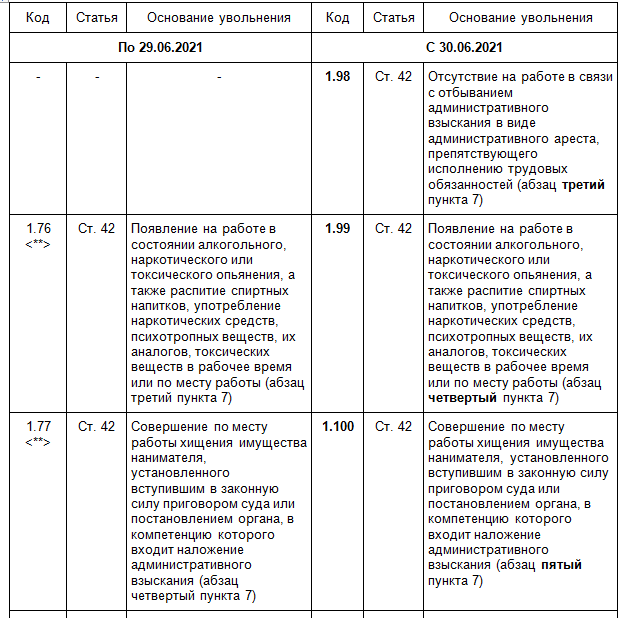 Код Статья Основание увольнения Код Статья Основание увольнения
По 29.06.2021 С 30.06.2021
- - - 1.98 Ст. 42 Отсутствие на работе в связи
с отбыванием
административного
взыскания в виде
административного ареста,
препятствующего
исполнению трудовых
обязанностей (абзац третий
пункта 7)
1.76
<**>
Ст. 42
Появление на работе в
состоянии алкогольного,
наркотического или
токсического опьянения, а
также распитие спиртных
напитков, употребление
наркотических средств,
психотропных веществ, их
аналогов, токсических
веществ в рабочее время
или по месту работы (абзац
третий пункта 7)
1.99
Ст. 42
Появление на работе в
состоянии алкогольного,
наркотического или
токсического опьянения, а
также распитие спиртных
напитков, употребление
наркотических средств,
психотропных веществ, их
аналогов, токсических
веществ в рабочее время
или по месту работы (абзац
четвертый пункта 7)
1.77
<**>
Ст. 42
Совершение по месту
работы хищения имущества
нанимателя,
установленного
вступившим в законную
силу приговором суда или
постановлением органа, в
компетенцию которого
входит наложение
административного
взыскания (абзац
четвертый пункта 7)
1.100
Ст. 42
Совершение по месту
работы хищения имущества
нанимателя, установленного
вступившим в законную силу
приговором суда или
постановлением органа, в
компетенцию которого
входит наложение
административного
взыскания (абзац пятый
пункта 7)